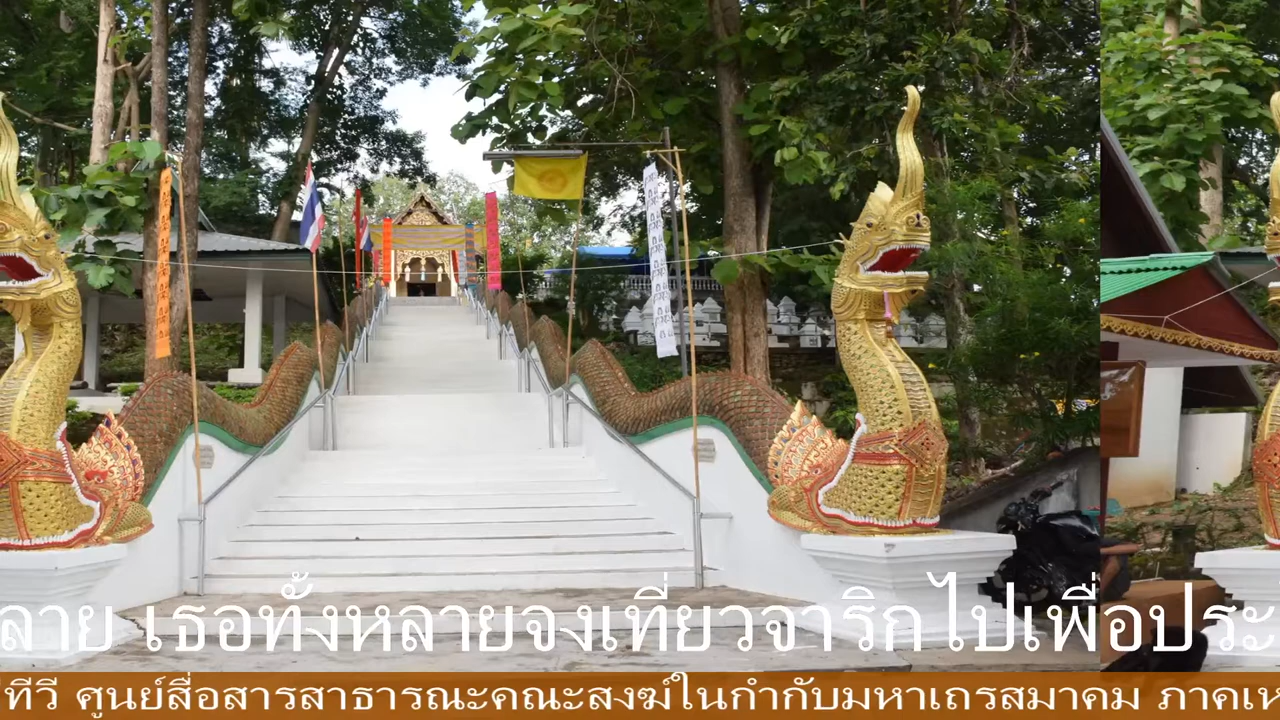 ลาย เธอทั้งหลายจงเที่ยวจาริกไปเพื่อประ
ทีวี ศูนย์สื่อสารสาธารณะคณะสงฆ์ในกำกับมหาเถรสมาคม ภาคเห